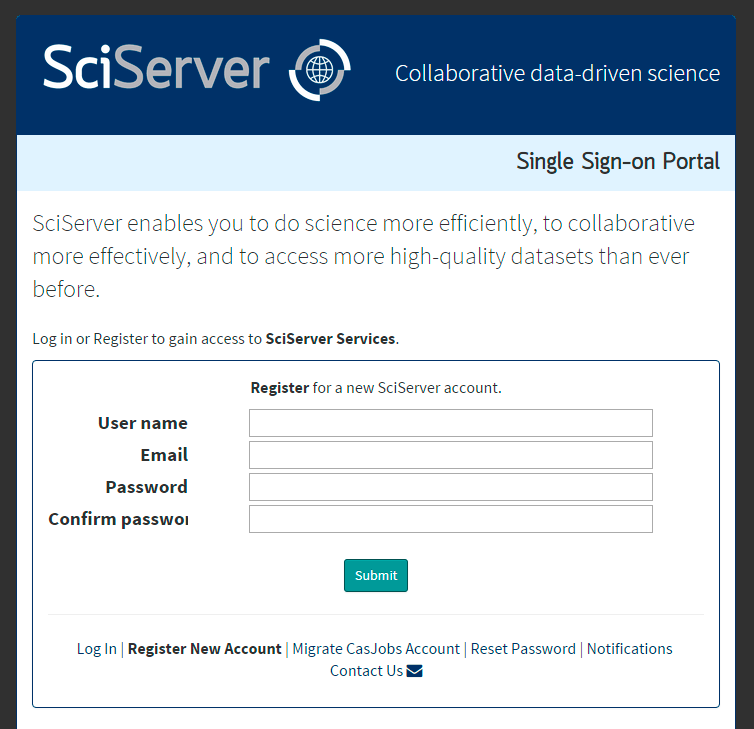 SciServer
Collaborative data-driven science
Single Sign-on Portal
SciServer enables you to do science more efficiently, to collaborative
more effectively, and to access more high-quality datasets than ever
before.
Log in or Register to gain access to SciServer Services.
Register for a new SciServer account.
User name
Email
Password
Confirm passwor
Submit
Log In | Register New Account | Migrate CasJobs Account | Reset Password | Notifications
Contact Us